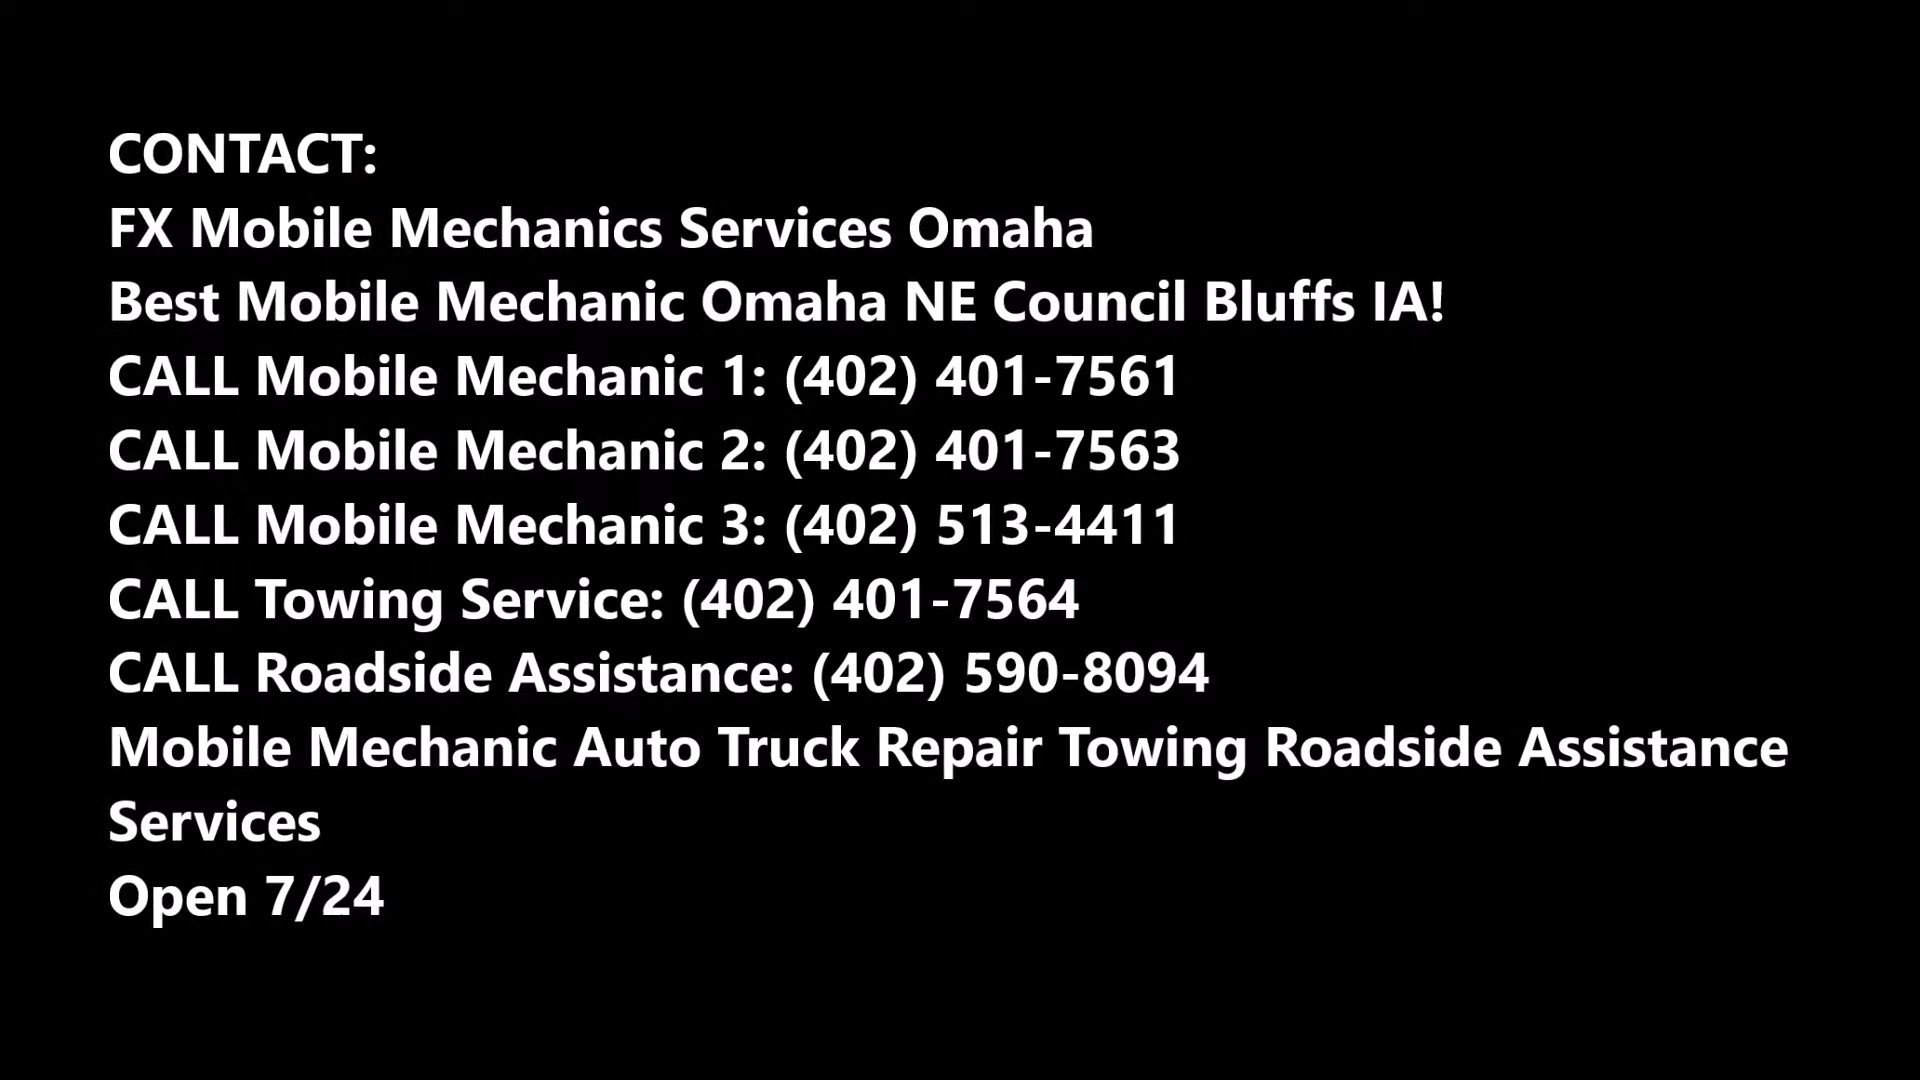 CONTACT:
FX Mobile Mechanics Services Omaha
Best Mobile Mechanic Omaha NE Council Bluffs IA!
CALL Mobile Mechanic 1: (402) 401-7561
CALL Mobile Mechanic 2: (402) 401-7563
CALL Mobile Mechanic 3: (402) 513-4411
CALL Towing Service: (402) 401-7564
CALL Roadside Assistance: (402) 590-8094
Mobile Mechanic Auto Truck Repair Towing Roadside Assistance
Services
Open 7/24